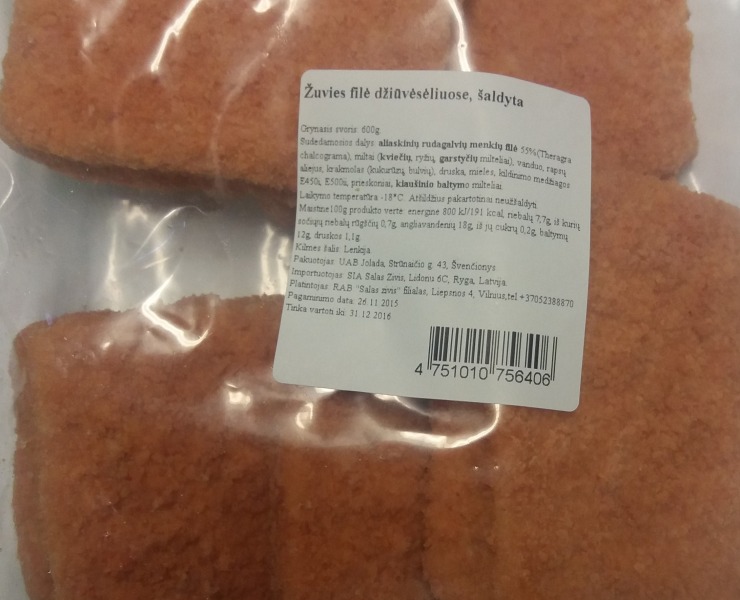 Žuvies filė džiūvėsėliuose, šaldyta
Grynasis svoris: 600g.
Sudedamosios dalys: aliaskinių rudagalvių menkių filė 55%(Theragra
chalcograma), miltai (kviečių, ryžių, garstyčių milteliai), vanduo, rapsų
aliejus, krakmolas (kukurūzų, bulvių), druska, mielės, kildinimo medžiagos
E450i, E500ii, prieskoniai, kiaušinio baltymo milteliai.
Laikymo temperatūra -18°C. Atšildžius pakartotinai neužšaldyti.
Maistinė100g produkto vertė: energinė 800 kJ/191 kcal, riebalų 7,7g, iš kurių
sočiųjų riebalų rūgščių 0,7g, angliavandenių 18g, iš jų cukrų 0,2g, baltymų
12g, druskos 1,1g.
Kilmės šalis: Lenkija
Pakuotojas: UAB Jolada, Strūnaičio g. 43, Švenčionys.
Importuotojas: SIA Salas Zivis, Lidonu 6C, Ryga, Latvija.
Platintojas: RAB "Salas zivis" filialas, Liepsnos 4, Vilnius,tel +37052388870
Pagaminimo data: 26 11 2015
Tinka vartoti iki: 31 12 2016
4 751010 756406